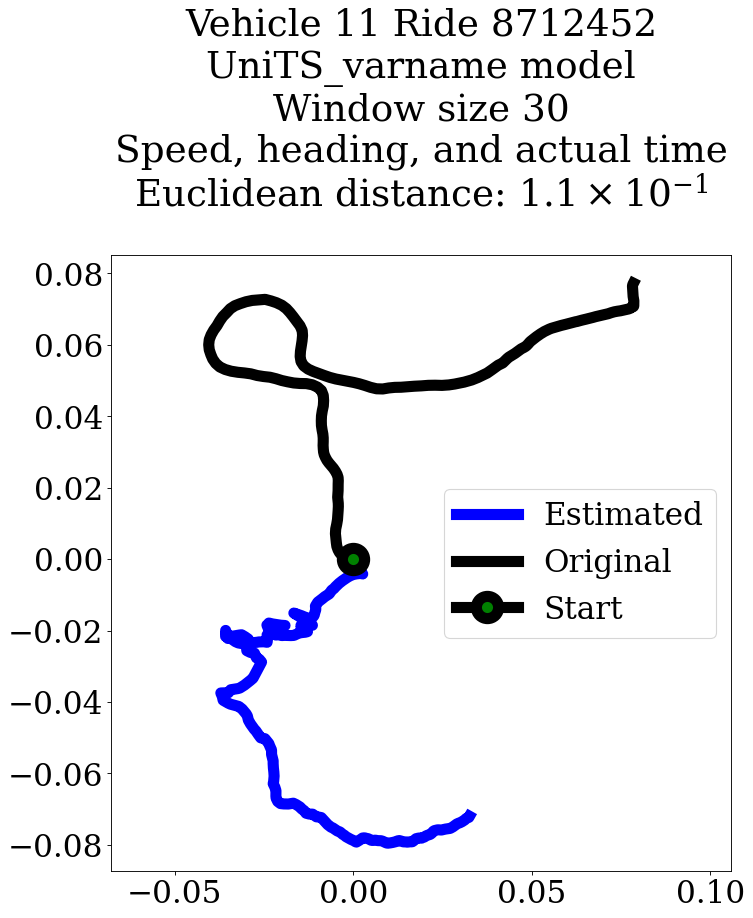 Vehicle 11 Ride 8712452
UniTS_varname model
Window size 30
Speed, heading, and actual time
Euclidean distance: 1.1 × 10⁻¹
0.08
0.06
0.04
0.02
0.00
−0.02
−0.04
−0.06
−0.08
Estimated
Original
Start
−0.05 0.00 0.05 0.10